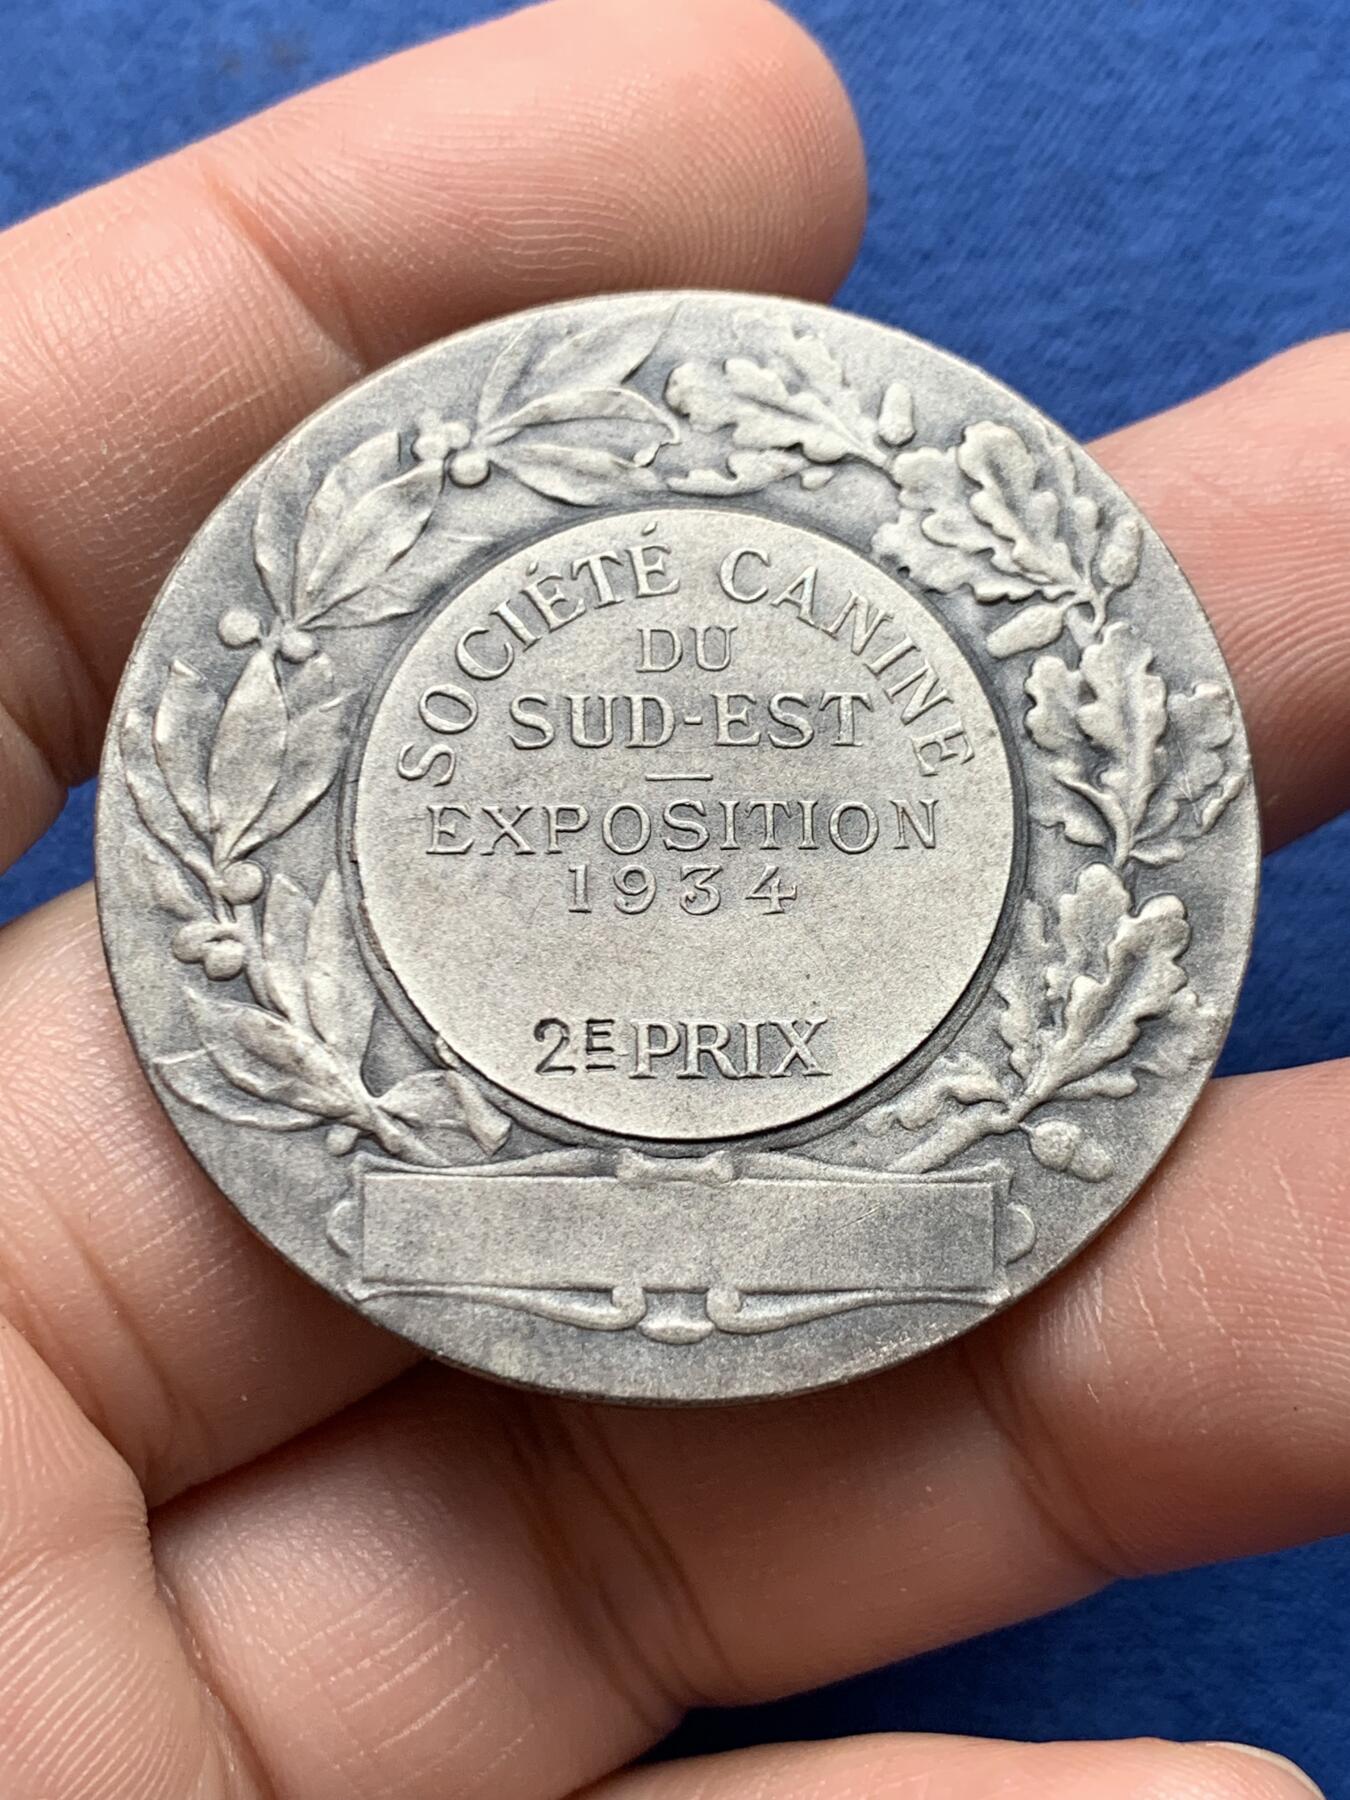 SOCIÉTÉ CANINE
DU
SUD-EST
EXPOSITION
1934
2E PRIX